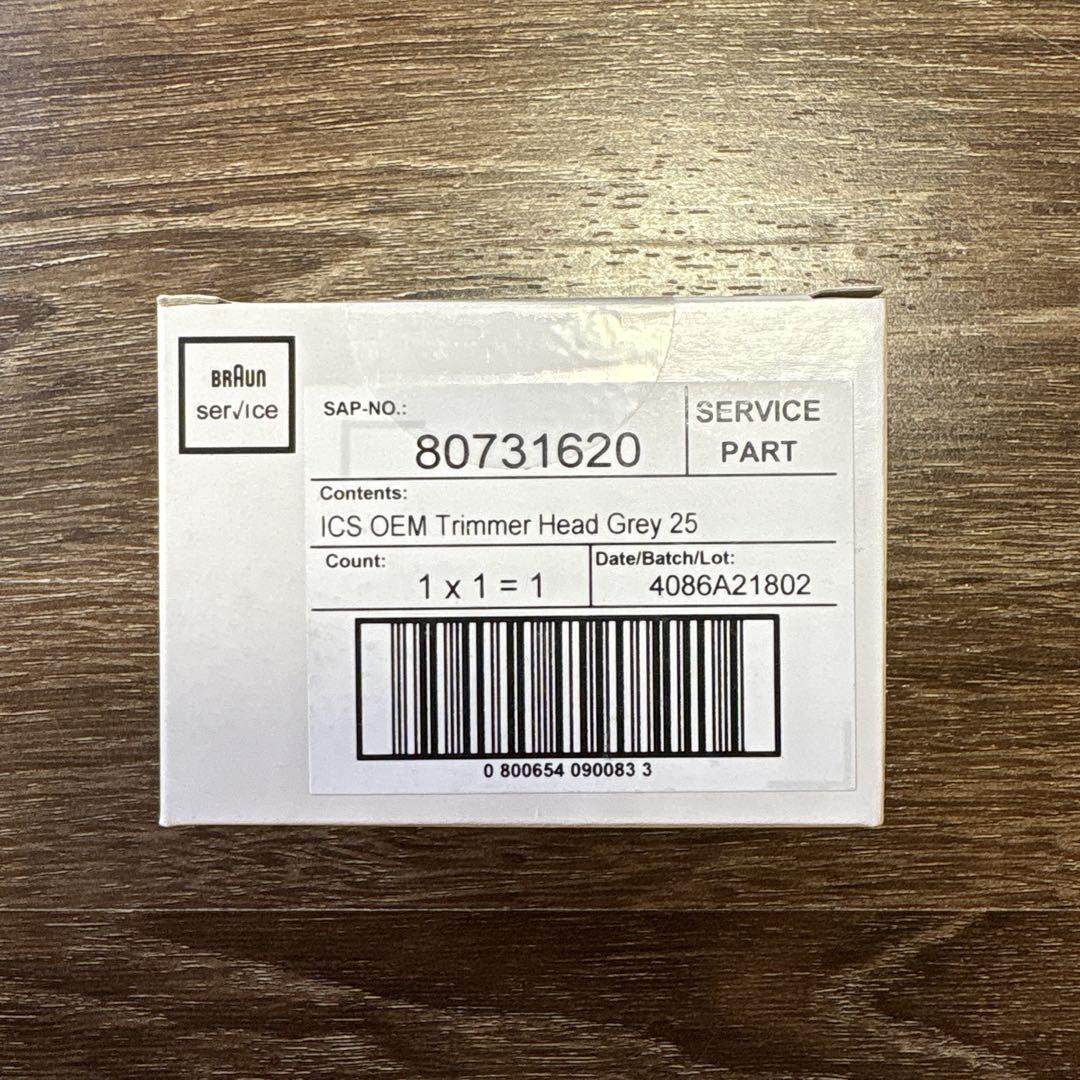 BRAUN
service
SAP-NO.:
80731620
SERVICE
PART
Contents:
ICS OEM Trimmer Head Grey 25
Count:
1 x 1 = 1
Date/Batch/Lot:
4086A21802
0 800654 090083 3